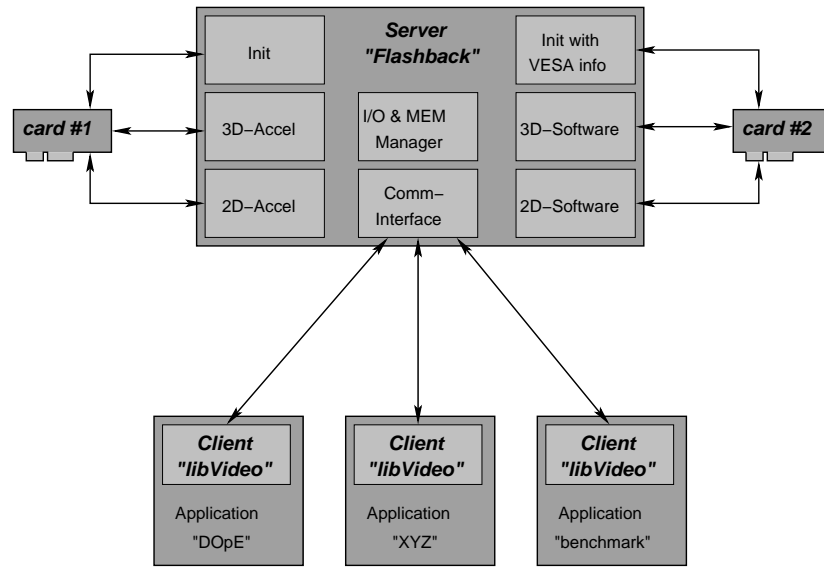 Server
"Flashback"
Init
Init with
VESA info
card #1
3D–Accel
I/O & MEM
Manager
3D–Software
card #2
2D–Accel
Comm–
Interface
2D–Software
Client
"libVideo"
Application
"DOpE"
Client
"libVideo"
Application
"XYZ"
Client
"libVideo"
Application
"benchmark"